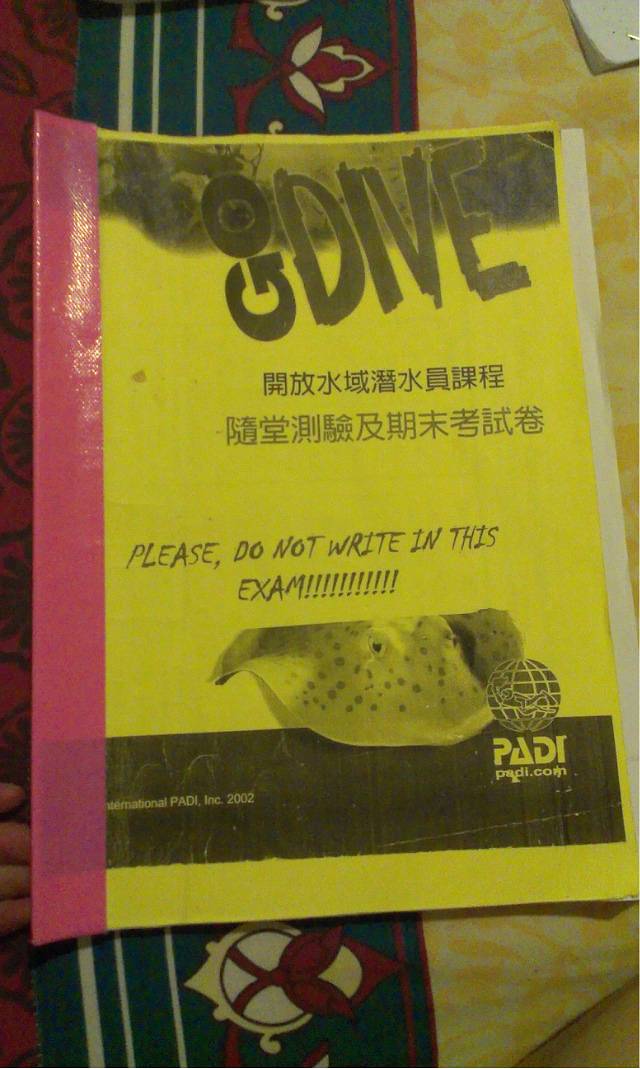 GO DIVE
開放水域潛水員課程
隨堂測驗及期末考試卷
PLEASE, DO NOT WRITE IN THIS
EXAM!!!!!!!!!!!
PADI
padi.com
International PADI, Inc. 2002